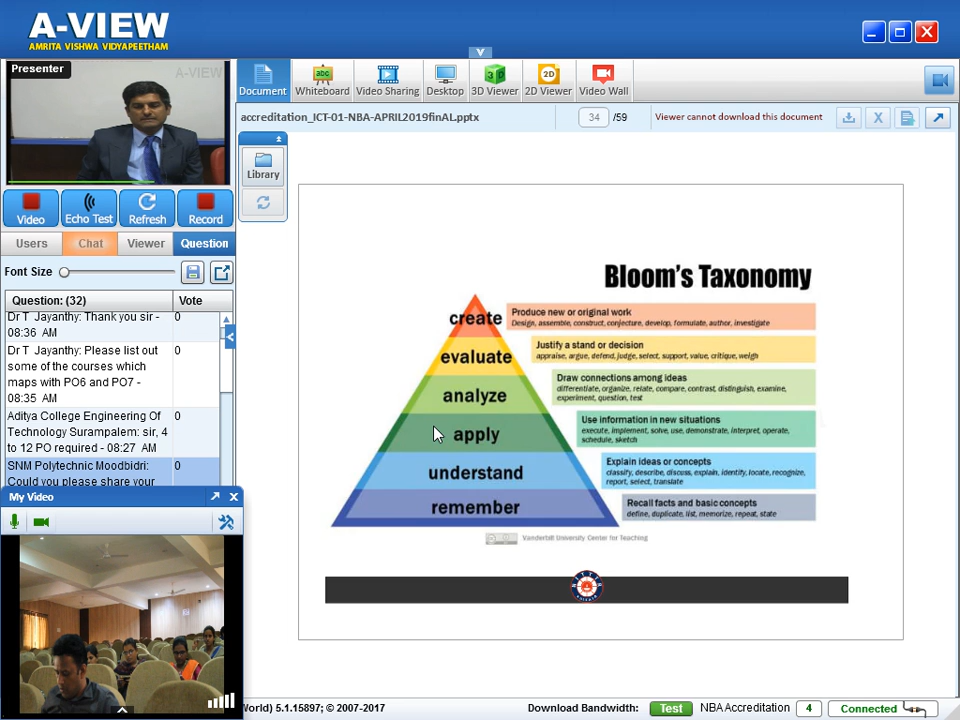 A-VIEW
AMRITA VISHWA VIDYAPEETHAM
Presenter
A-VIEW
Video
Echo Test
Refresh
Record
Users
Chat
Viewer
Question
Font Size
Question: (32)
Vote
Dr T Jayanthy: Thank you sir -
08:36 AM
0
Dr T Jayanthy: Please list out
some of the courses which
maps with PO6 and PO7 -
08:35 AM
0
Aditya College Engineering Of
Technology Surampalem: sir, 4
to 12 PO required - 08:27 AM
0
SNM Polytechnic Moodbidri:
Could you please share your
0
My Video
Document
abc
Whiteboard
Video Sharing
Desktop
3D
3D Viewer
2D
2D Viewer
Video Wall
accreditation_ICT-01-NBA-APRIL2019finAL.pptx
34 /59
Viewer cannot download this document
Library
Bloom's Taxonomy
create
Produce new or original work
Design, assemble, construct, conjecture, develop, formulate, author, investigate
evaluate
Justify a stand or decision
appraise, argue, defend, judge, select, support, value, critique, weigh
analyze
Draw connections among ideas
differentiate, organize, relate, compare, contrast, distinguish, examine,
experiment, question, test
apply
Use information in new situations
execute, implement, solve, use, demonstrate, interpret, operate,
schedule, sketch
understand
Explain ideas or concepts
classify, describe, discuss, explain, identify, locate, recognize,
report, select, translate
remember
Recall facts and basic concepts
define, duplicate, list, memorize, repeat, state
Vanderbilt University Center for Teaching
World) 5.1.15897; © 2007-2017
Download Bandwidth:
Test
NBA Accreditation
4
Connected